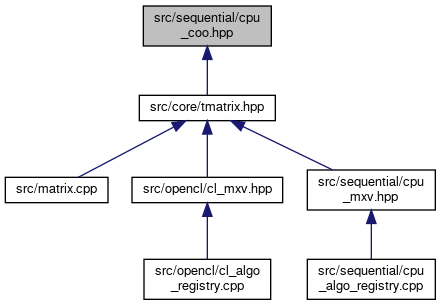 src/sequential/cpu
_coo.hpp
src/core/tmatrix.hpp
src/matrix.cpp
src/opencl/cl_mxv.hpp
src/sequential/cpu
_mxv.hpp
src/opencl/cl_algo
_registry.cpp
src/sequential/cpu
_algo_registry.cpp